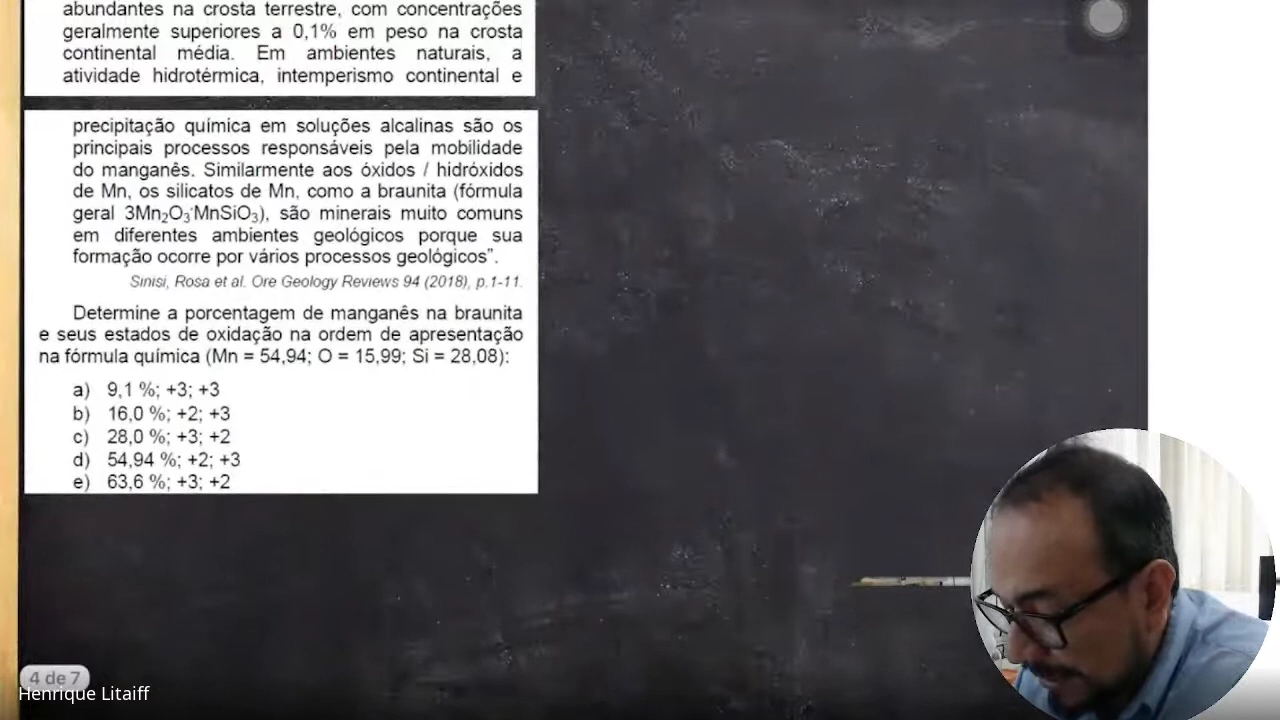 abundantes na crosta terrestre, com concentrações
geralmente superiores a 0,1% em peso na crosta
continental média. Em ambientes naturais, a
atividade hidrotérmica, intemperismo continental e
precipitação química em soluções alcalinas são os
principais processos responsáveis pela mobilidade
do manganês. Similarmente aos óxidos / hidróxidos
de Mn, os silicatos de Mn, como a braunita (fórmula
geral 3Mn₂O₃·MnSiO₃), são minerais muito comuns
em diferentes ambientes geológicos porque sua
formação ocorre por vários processos geológicos”.
Sinisi, Rosa et al. Ore Geology Reviews 94 (2018), p.1-11.
Determine a porcentagem de manganês na braunita
e seus estados de oxidação na ordem de apresentação
na fórmula química (Mn = 54,94; O = 15,99; Si = 28,08):
a) 9,1 %; +3; +3
b) 16,0 %; +2; +3
c) 28,0 %; +3; +2
d) 54,94 %; +2; +3
e) 63,6 %; +3; +2
4 de 7
Henrique Litaiff